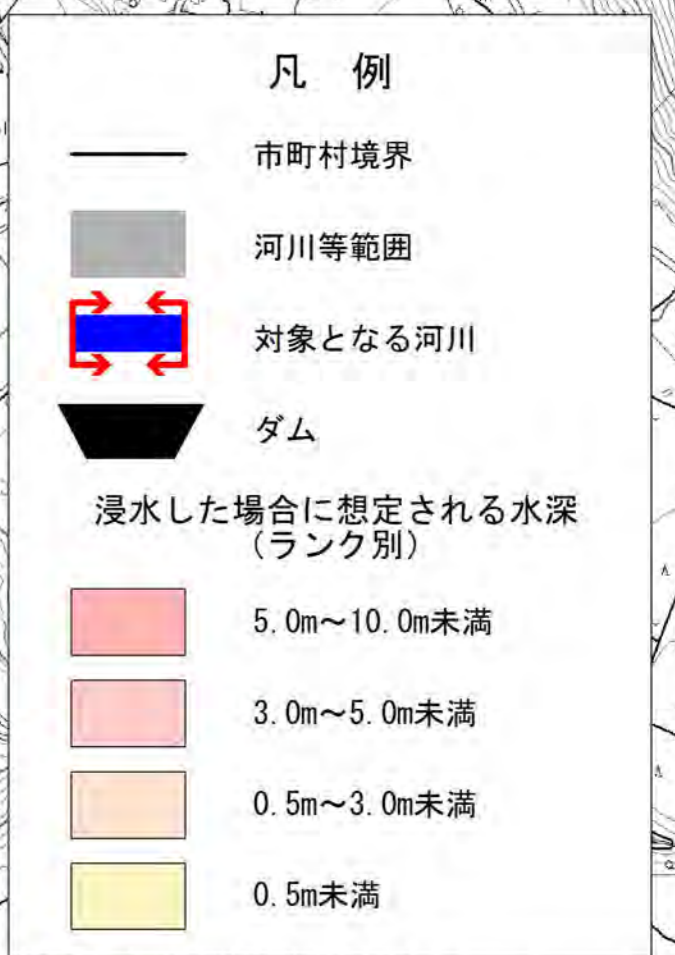 凡 例
市町村境界
河川等範囲
対象となる河川
ダム
浸水した場合に想定される水深
(ランク別)
5.0m～10.0m未満
3.0m～5.0m未満
0.5m～3.0m未満
0.5m未満